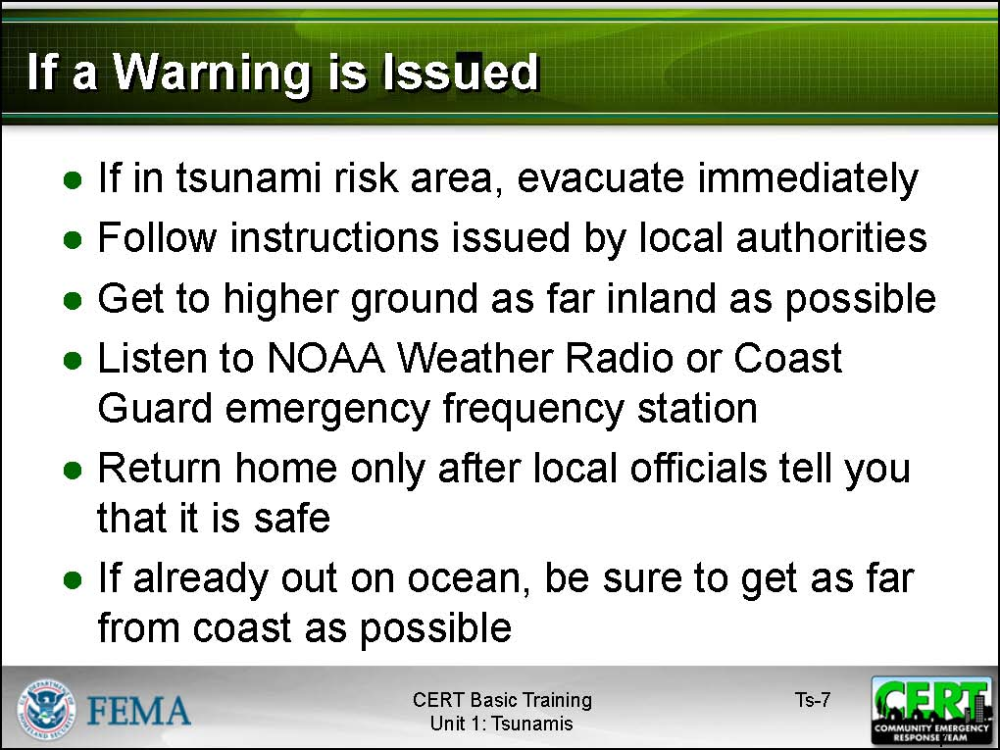 If a Warning is Issued
● If in tsunami risk area, evacuate immediately
● Follow instructions issued by local authorities
● Get to higher ground as far inland as possible
● Listen to NOAA Weather Radio or Coast
Guard emergency frequency station
● Return home only after local officials tell you
that it is safe
● If already out on ocean, be sure to get as far
from coast as possible
U.S. DEPARTMENT OF HOMELAND SECURITY
FEMA
CERT Basic Training
Unit 1: Tsunamis
Ts-7
CERT
COMMUNITY EMERGENCY
RESPONSE TEAM